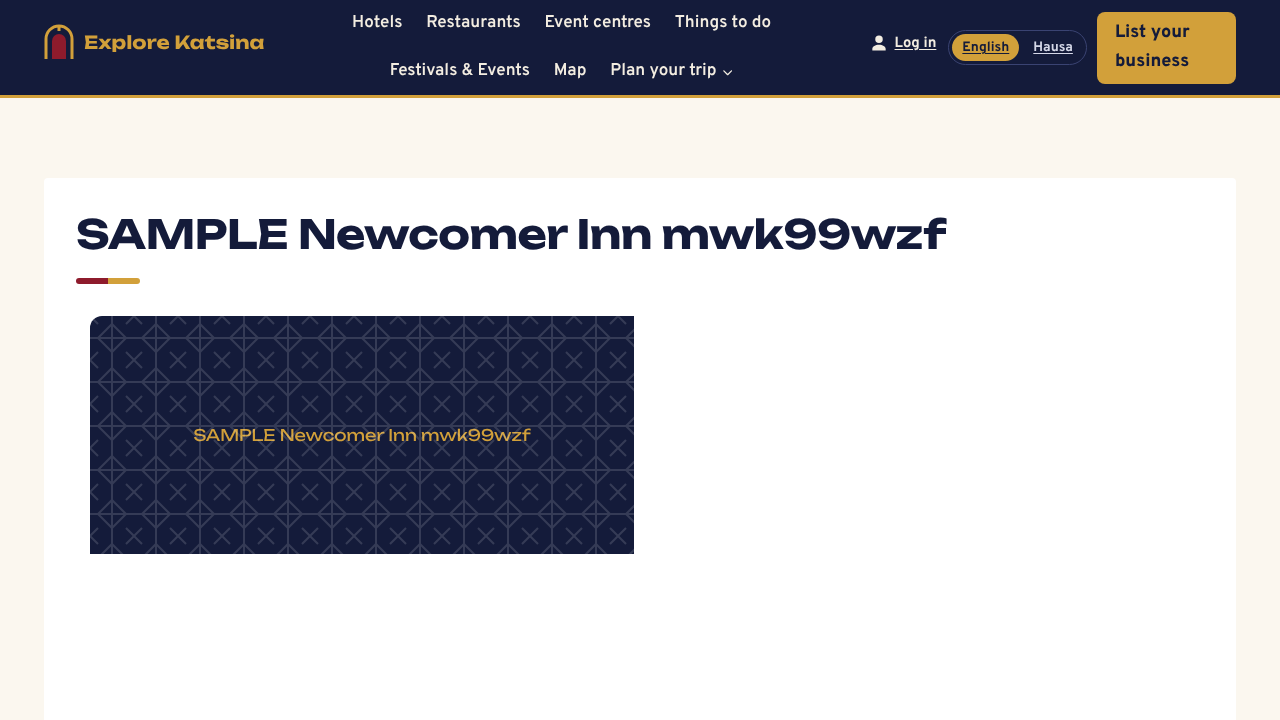 Explore Katsina
Hotels Restaurants Event centres Things to do
Festivals & Events Map Plan your trip
Log in
English Hausa
List your
business
SAMPLE Newcomer Inn mwk99wzf
SAMPLE Newcomer Inn mwk99wzf